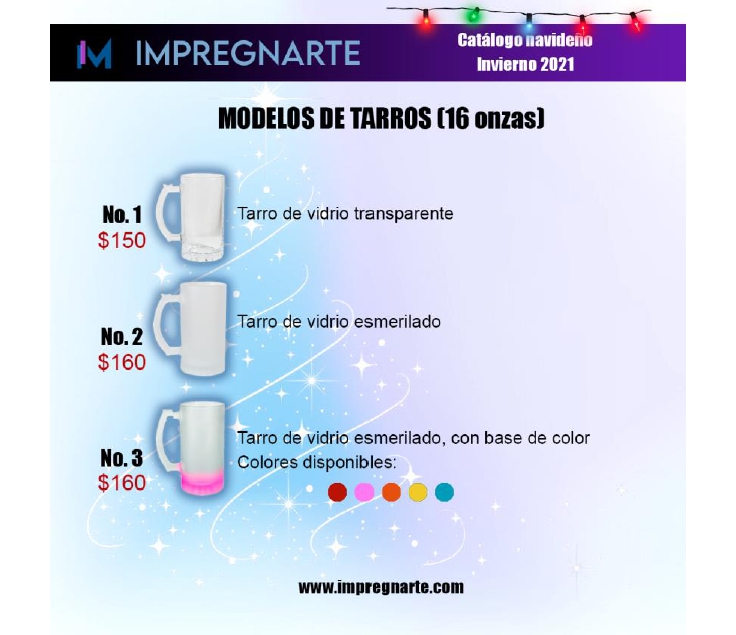 IMPREGNARTE
Catálogo navideño
Invierno 2021
MODELOS DE TARROS (16 onzas)
No. 1
$150
Tarro de vidrio transparente
No. 2
$160
Tarro de vidrio esmerilado
No. 3
$160
Tarro de vidrio esmerilado, con base de color
Colores disponibles:
www.impregnarte.com